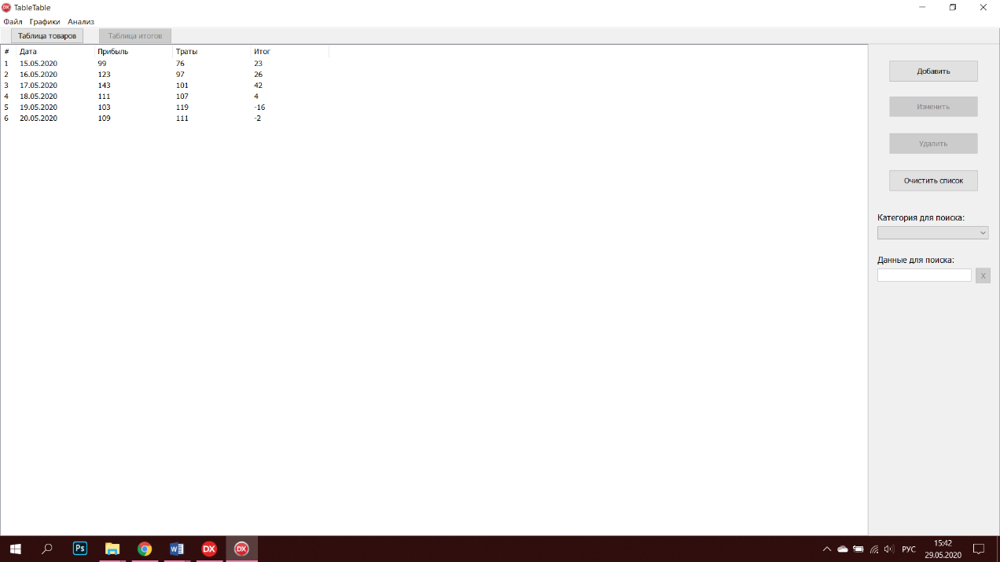 TableTable
Файл Графики Анализ
Таблица товаров Таблица итогов
# Дата Прибыль Траты Итог
1 15.05.2020 99 76 23
2 16.05.2020 123 97 26
3 17.05.2020 143 101 42
4 18.05.2020 111 107 4
5 19.05.2020 103 119 -16
6 20.05.2020 109 111 -2
Добавить
Изменить
Удалить
Очистить список
Категория для поиска:
Данные для поиска:
X
Ps
W
DX
DX
РУС
15:42
29.05.2020